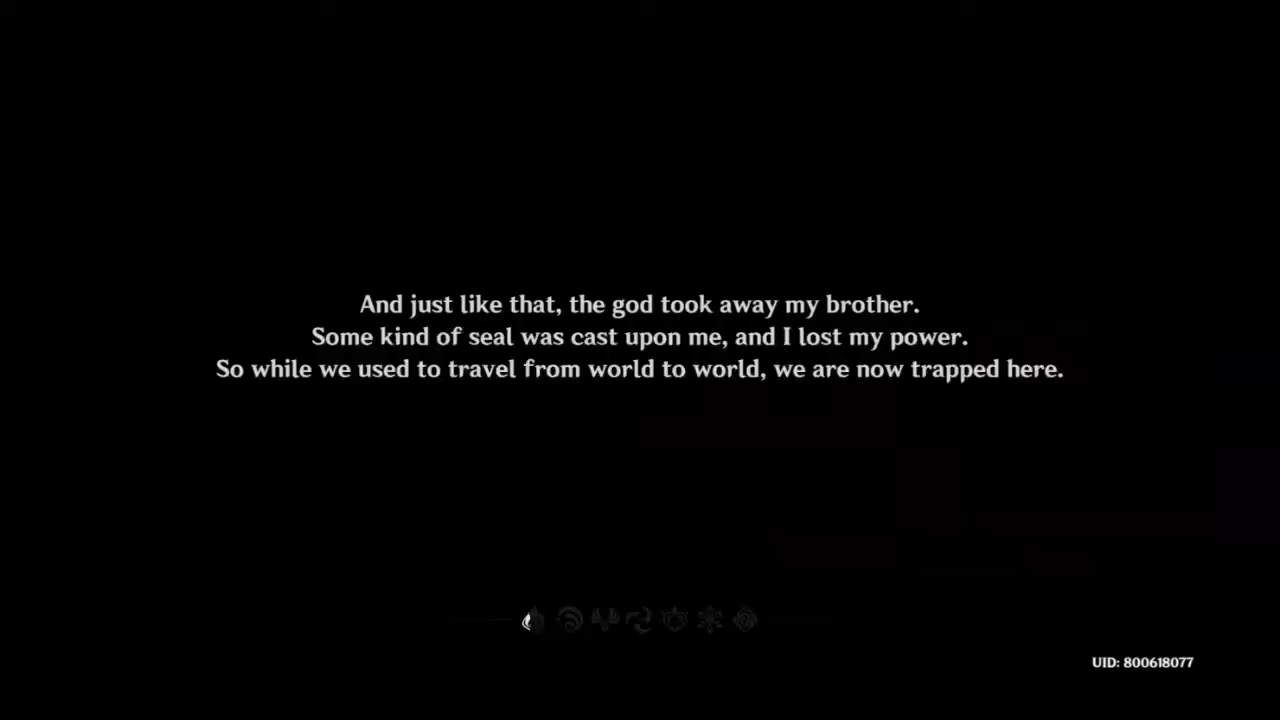 And just like that, the god took away my brother.
Some kind of seal was cast upon me, and I lost my power.
So while we used to travel from world to world, we are now trapped here.
UID: 800618077